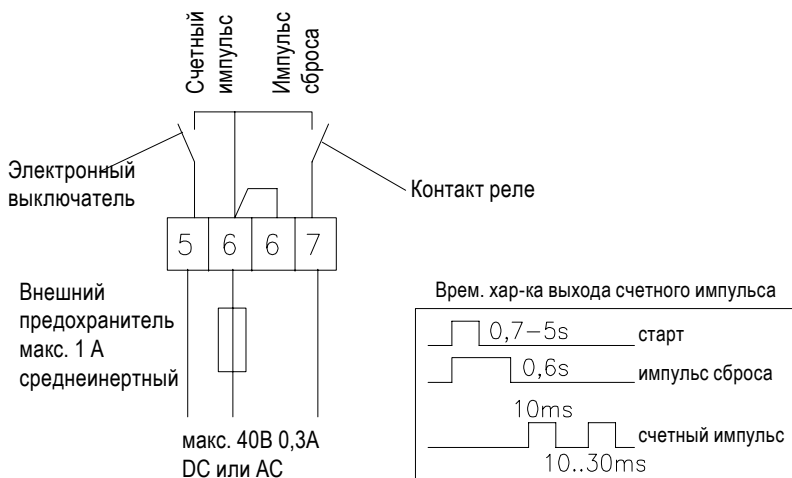 Счетный
импульс
Импульс
сброса
Электронный
выключатель
Контакт реле
5 6 6 7
Внешний
предохранитель
макс. 1 А
среднеинертный
макс. 40В 0,3А
DC или AC
Врем. хар-ка выхода счетного импульса
0,7-5s старт
0,6s импульс сброса
10ms
счетный импульс
10..30ms